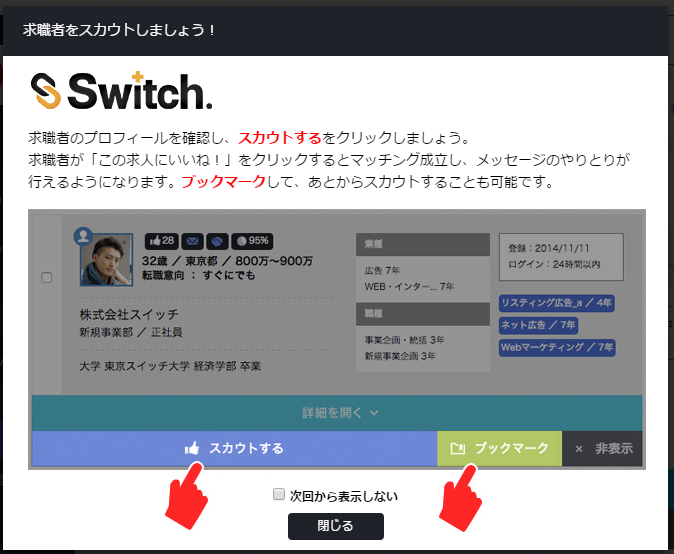 求職者をスカウトしましょう！
Switch.
求職者のプロフィールを確認し、スカウトするをクリックしましょう。
求職者が「この求人にいいね！」をクリックするとマッチング成立し、メッセージのやりとりが
行えるようになります。ブックマークして、あとからスカウトすることも可能です。
28 95%
32歳 ／ 東京都 ／ 800万〜900万
転職意向 ： すぐにでも
株式会社スイッチ
新規事業部 ／ 正社員
大学 東京スイッチ大学 経済学部 卒業
業種
広告 7年
WEB・インター... 7年
職種
事業企画・統括 3年
新規事業企画 3年
登録：2014/11/11
ログイン：24時間以内
リスティング広告_a ／ 4年
ネット広告 ／ 7年
Webマーケティング ／ 7年
詳細を開く
スカウトする
ブックマーク
× 非表示
次回から表示しない
閉じる